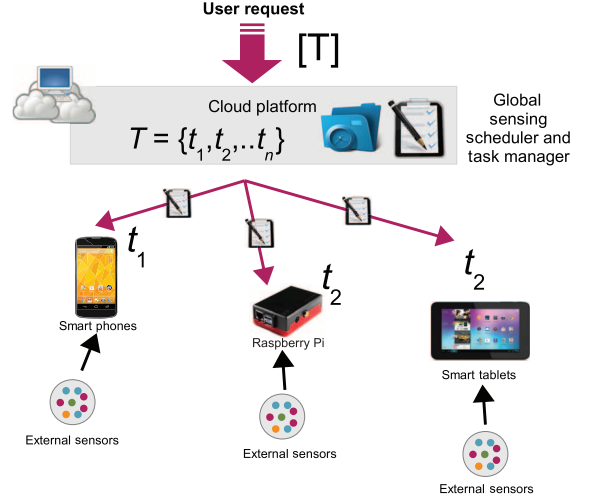 User request
[T]
Cloud platform
T = {t1,t2,..tn}
Global
sensing
scheduler and
task manager
t1
t2
t2
Smart phones
Raspberry Pi
Smart tablets
External sensors
External sensors
External sensors